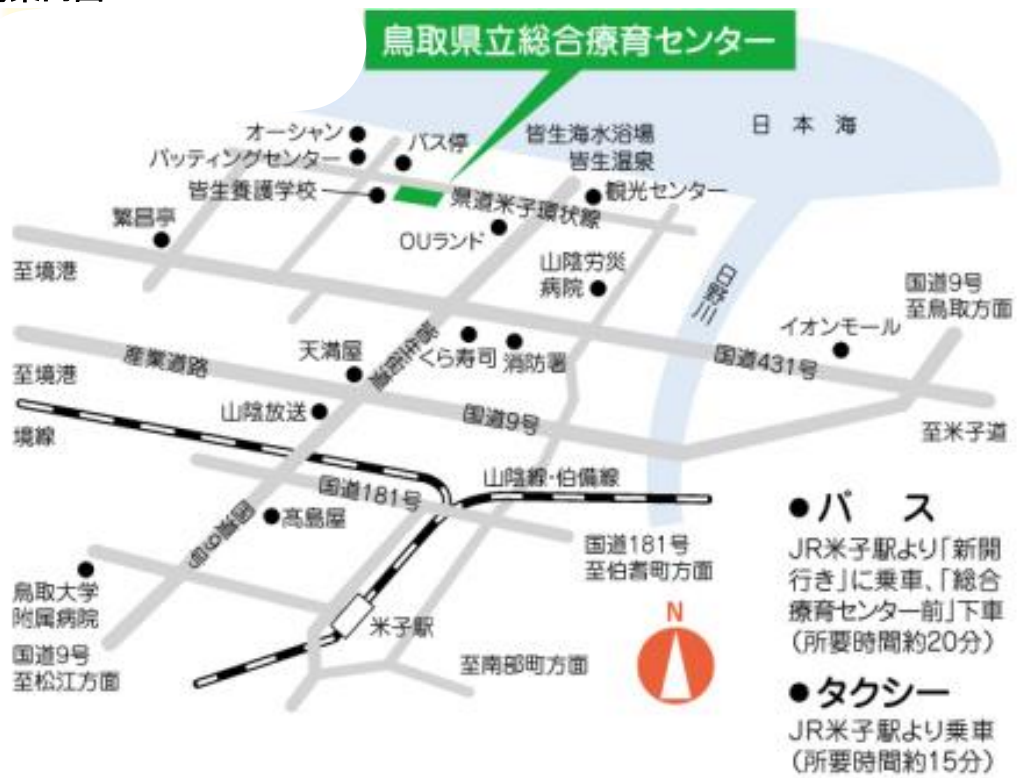 鳥取県立総合療育センター
日本海
オーシャン
バッティングセンター
バス停
皆生海水浴場
皆生温泉
皆生養護学校
観光センター
県道米子環状線
繁昌亭
OUランド
至境港
山陰労災
病院
日野川
国道9号
至鳥取方面
イオンモール
皆生街道
くら寿司
消防署
国道431号
天満屋
産業道路
至境港
山陰放送
国道9号
至米子道
境線
山陰線・伯備線
国道181号
髙島屋
国道9号
国道181号
至伯耆町方面
鳥取大学
附属病院
米子駅
国道9号
至松江方面
至南部町方面
N
●バス
JR米子駅より「新開
行き」に乗車、「総合
療育センター前」下車
(所要時間約20分)
●タクシー
JR米子駅より乗車
(所要時間約15分)